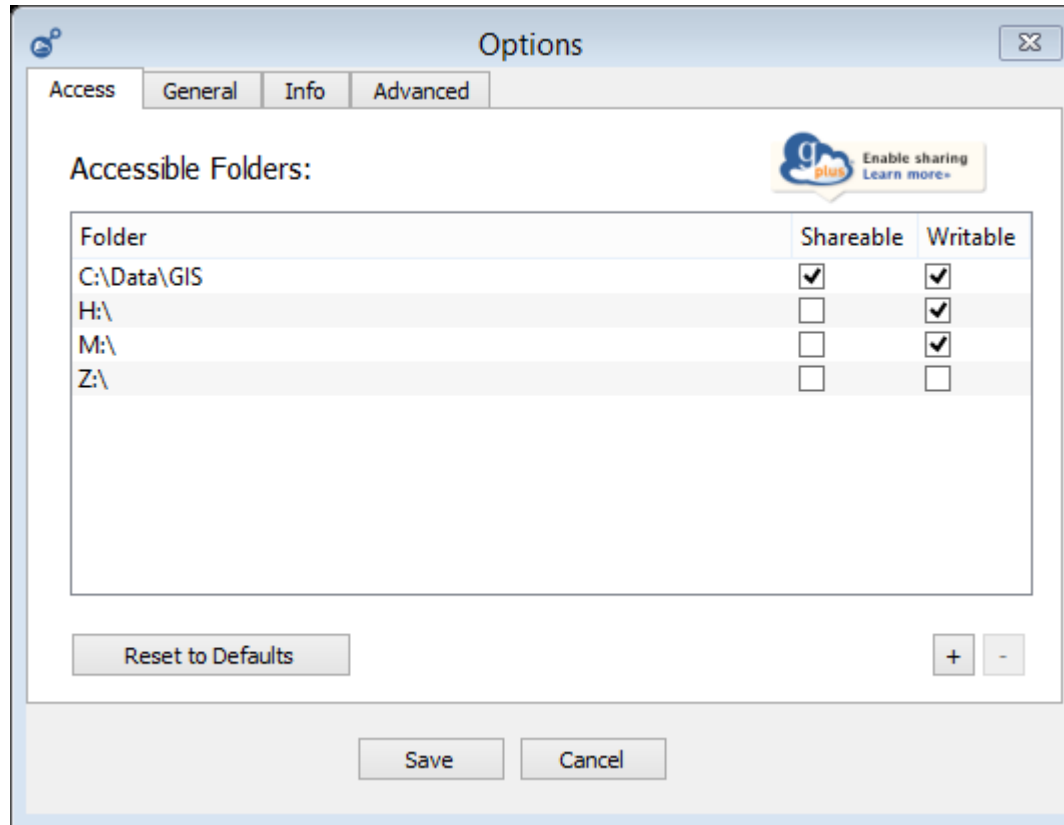 Options
Access General Info Advanced
Accessible Folders:
g
plus
Enable sharing
Learn more»
Folder Shareable Writable
C:\Data\GIS
H:\
M:\
Z:\
Reset to Defaults + -
Save Cancel